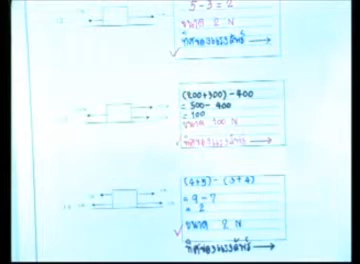 5 - 3 = 2
ขนาด 2 N
ทิศของแรงลัพธ์
(200+300) - 400
= 500 - 400
= 100
ขนาด 100 N
ทิศของแรงลัพธ์
(4+5) - (3+4)
= 9 - 7
= 2
ขนาด 2 N
ทิศของแรงลัพธ์